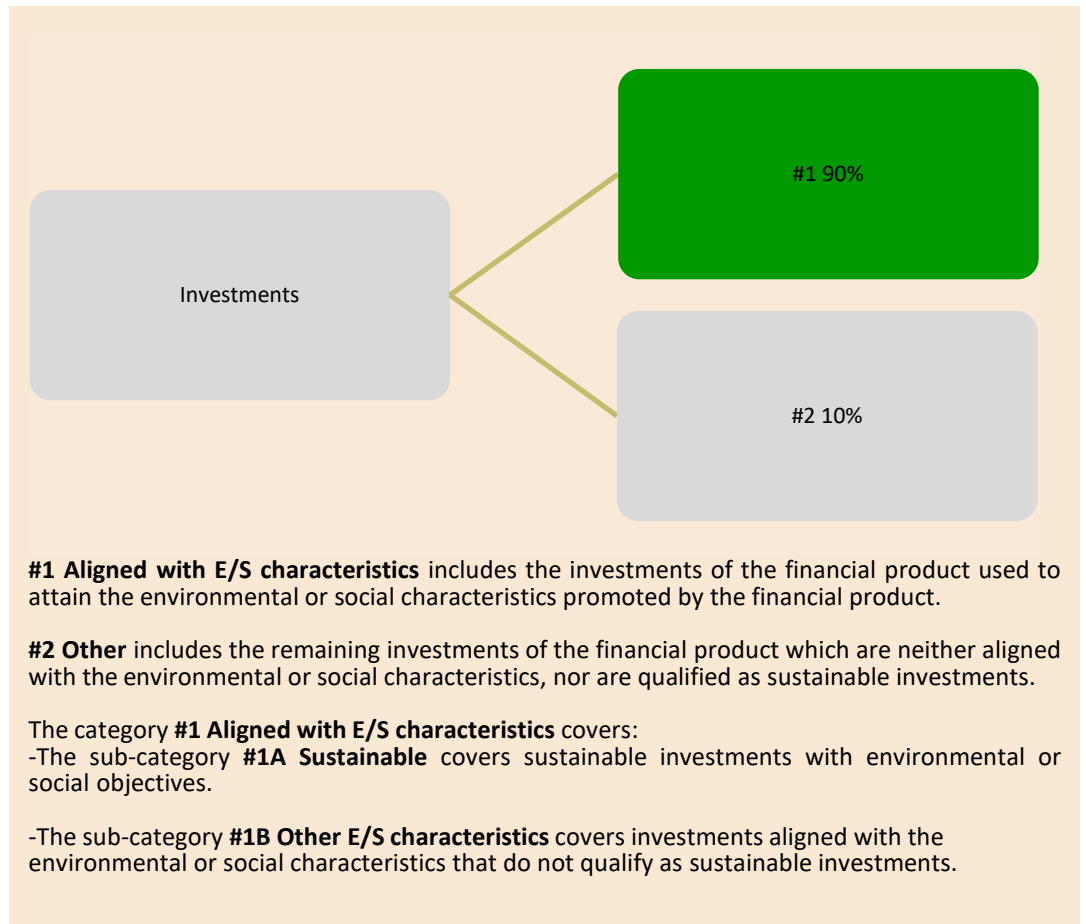 #1 90%
Investments
#2 10%
#1 Aligned with E/S characteristics includes the investments of the financial product used to
attain the environmental or social characteristics promoted by the financial product.
#2 Other includes the remaining investments of the financial product which are neither aligned
with the environmental or social characteristics, nor are qualified as sustainable investments.
The category #1 Aligned with E/S characteristics covers:
-The sub-category #1A Sustainable covers sustainable investments with environmental or
social objectives.
-The sub-category #1B Other E/S characteristics covers investments aligned with the
environmental or social characteristics that do not qualify as sustainable investments.